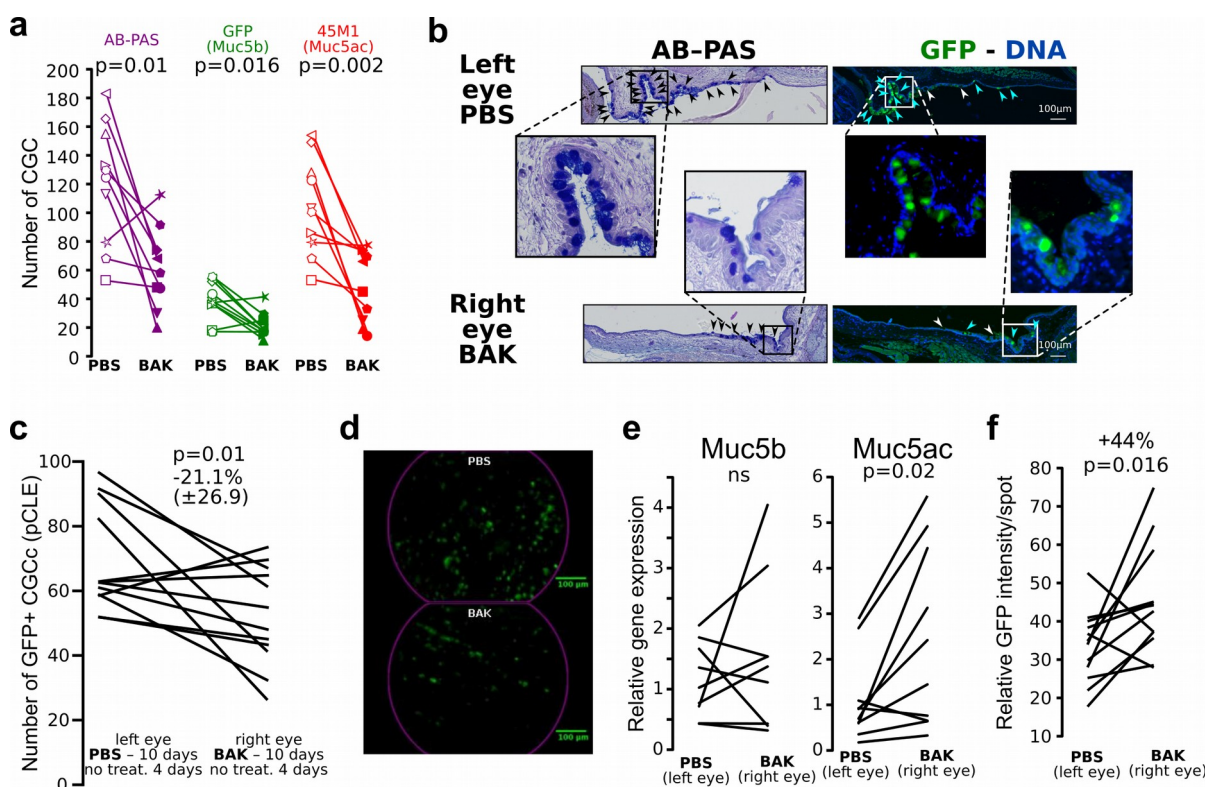 a
AB-PAS
GFP
(Muc5b)
45M1
(Muc5ac)
p=0.01
p=0.016
p=0.002
Number of CGC
200
180
160
140
120
100
80
60
40
20
0
PBS
BAK
PBS
BAK
PBS
BAK
b
AB–PAS
GFP - DNA
Left
eye
PBS
100µm
Right
eye
BAK
100µm
c
p=0.01
-21.1%
(±26.9)
Number of GFP+ CGCc (pCLE)
100
80
60
40
20
0
left eye
PBS – 10 days
no treat. 4 days
right eye
BAK – 10 days
no treat. 4 days
d
PBS
100 µm
BAK
100 µm
e
Muc5b
ns
Relative gene expression
4
3
2
1
0
PBS
(left eye)
BAK
(right eye)
Muc5ac
p=0.02
6
5
4
3
2
1
0
PBS
(left eye)
BAK
(right eye)
f
+44%
p=0.016
Relative GFP intensity/spot
80
70
60
50
40
30
20
10
PBS
(left eye)
BAK
(right eye)